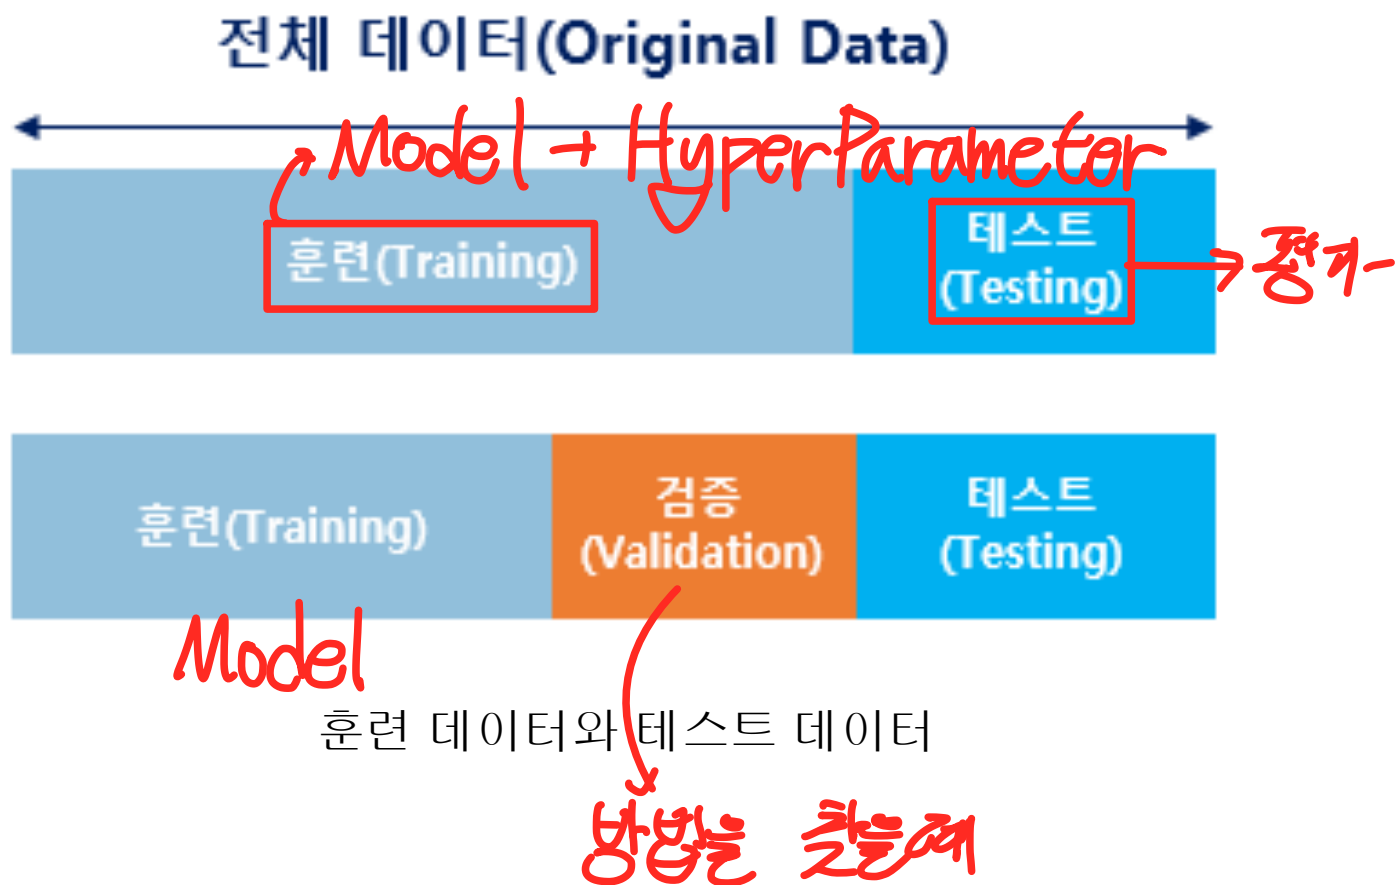 전체 데이터(Original Data)
Model + HyperParameter
훈련(Training)
테스트
(Testing)
평가
훈련(Training)
검증
(Validation)
테스트
(Testing)
Model
훈련 데이터와 테스트 데이터
방법을 찾을때